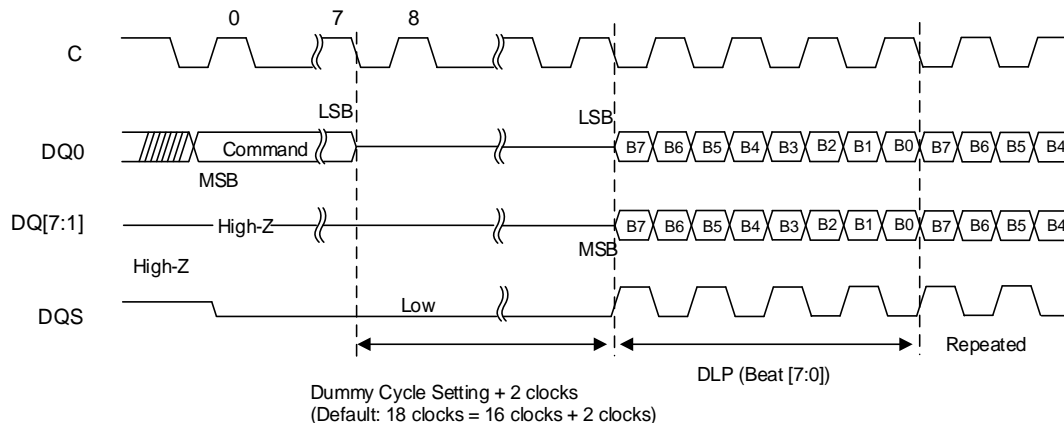 0 7 8
C
LSB LSB
DQ0 Command B7 B6 B5 B4 B3 B2 B1 B0 B7 B6 B5 B4
MSB
DQ[7:1] High-Z B7 B6 B5 B4 B3 B2 B1 B0 B7 B6 B5 B4
MSB
High-Z
DQS Low
Repeated
DLP (Beat [7:0])
Dummy Cycle Setting + 2 clocks
(Default: 18 clocks = 16 clocks + 2 clocks)